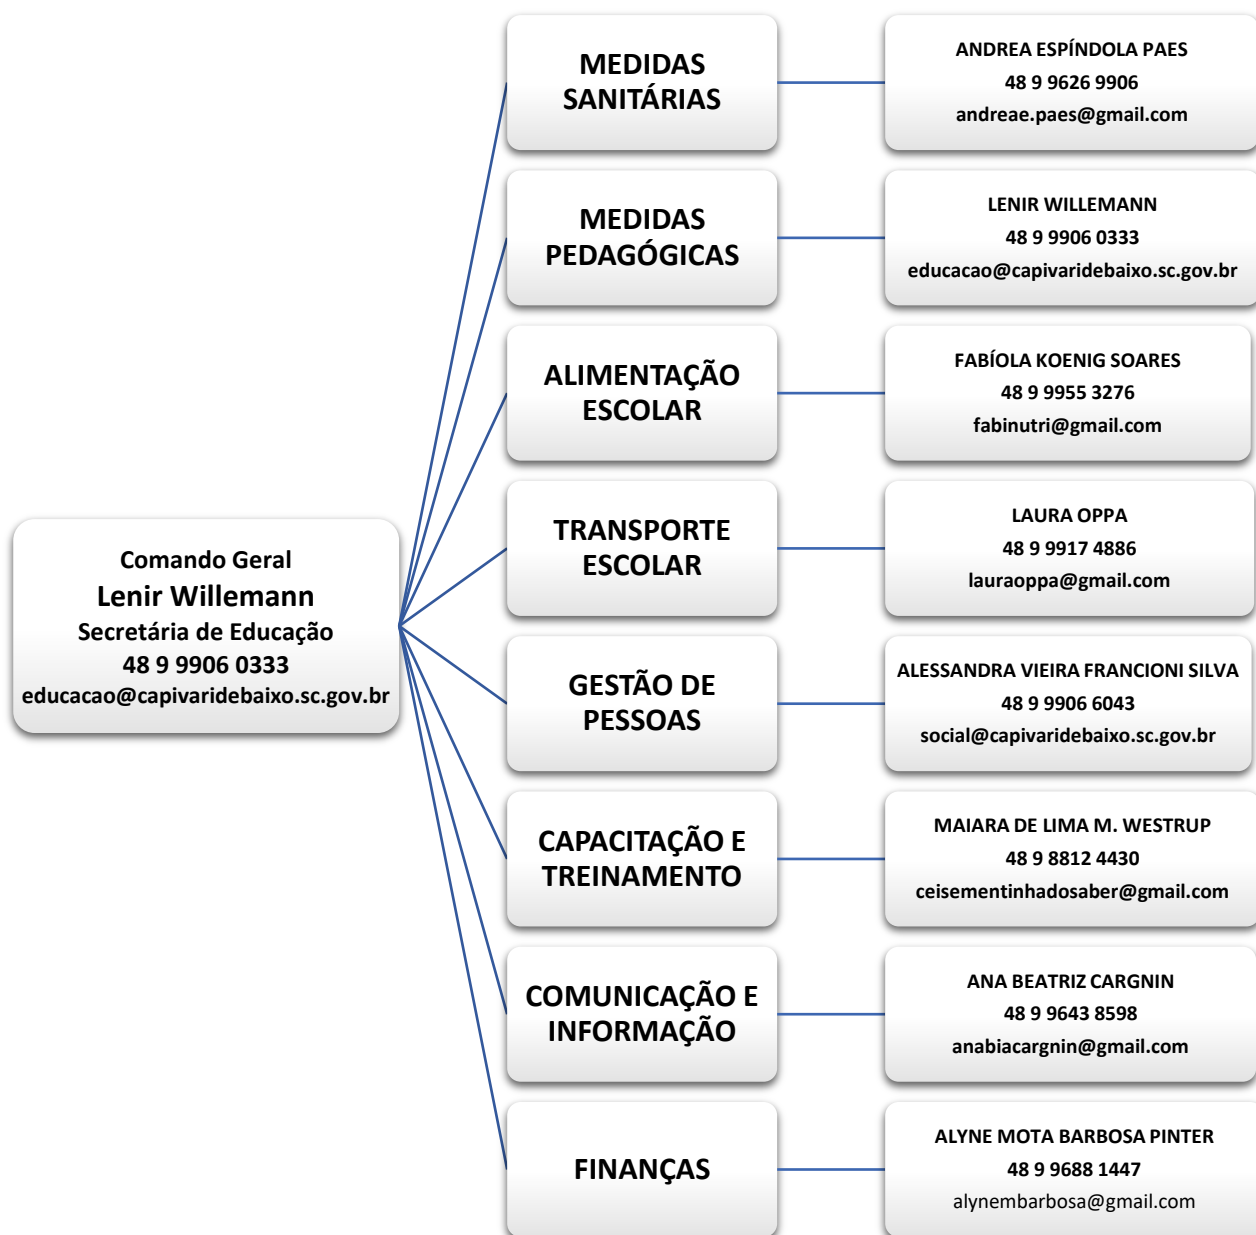 Comando Geral
Lenir Willemann
Secretária de Educação
48 9 9906 0333
educacao@capivaridebaixo.sc.gov.br
MEDIDAS
SANITÁRIAS
ANDREA ESPÍNDOLA PAES
48 9 9626 9906
andreae.paes@gmail.com
MEDIDAS
PEDAGÓGICAS
LENIR WILLEMANN
48 9 9906 0333
educacao@capivaridebaixo.sc.gov.br
ALIMENTAÇÃO
ESCOLAR
FABÍOLA KOENIG SOARES
48 9 9955 3276
fabinutri@gmail.com
TRANSPORTE
ESCOLAR
LAURA OPPA
48 9 9917 4886
lauraoppa@gmail.com
GESTÃO DE
PESSOAS
ALESSANDRA VIEIRA FRANCIONI SILVA
48 9 9906 6043
social@capivaridebaixo.sc.gov.br
CAPACITAÇÃO E
TREINAMENTO
MAIARA DE LIMA M. WESTRUP
48 9 8812 4430
ceisementinhadosaber@gmail.com
COMUNICAÇÃO E
INFORMAÇÃO
ANA BEATRIZ CARGNIN
48 9 9643 8598
anabiacargnin@gmail.com
FINANÇAS
ALYNE MOTA BARBOSA PINTER
48 9 9688 1447
alynembarbosa@gmail.com